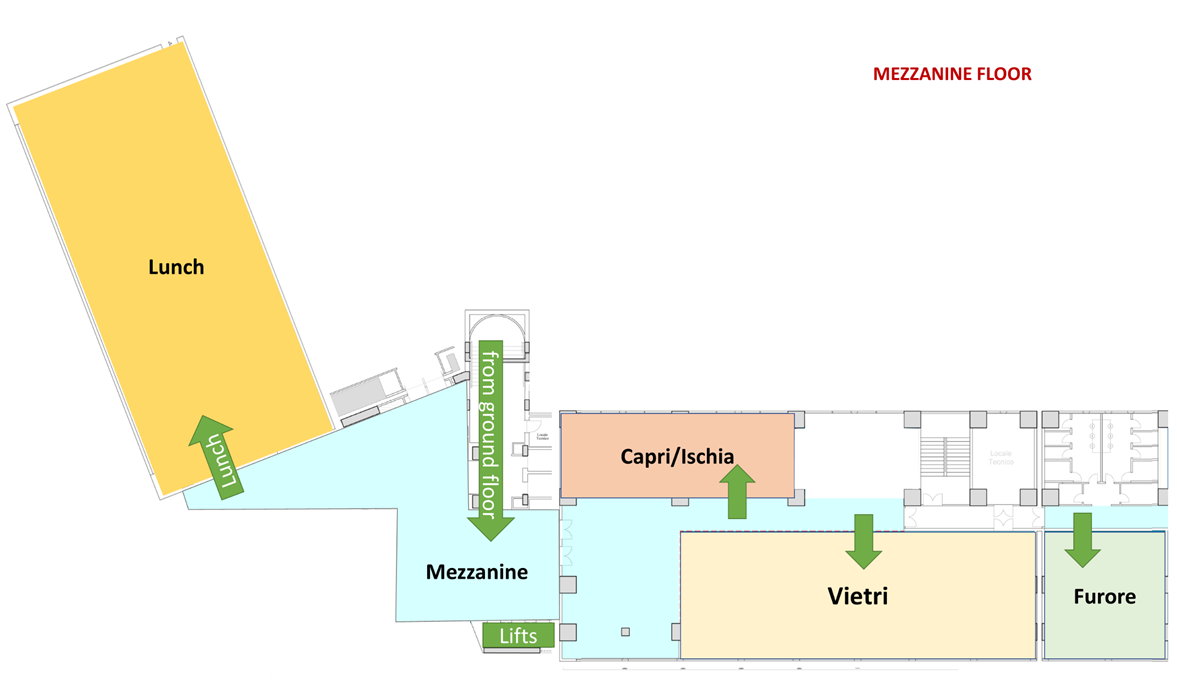 MEZZANINE FLOOR
Lunch
Lunch
from ground floor
Locale
Tecnico
Capri/Ischia
Locale
Tecnico
Mezzanine
Vietri
Furore
Lifts